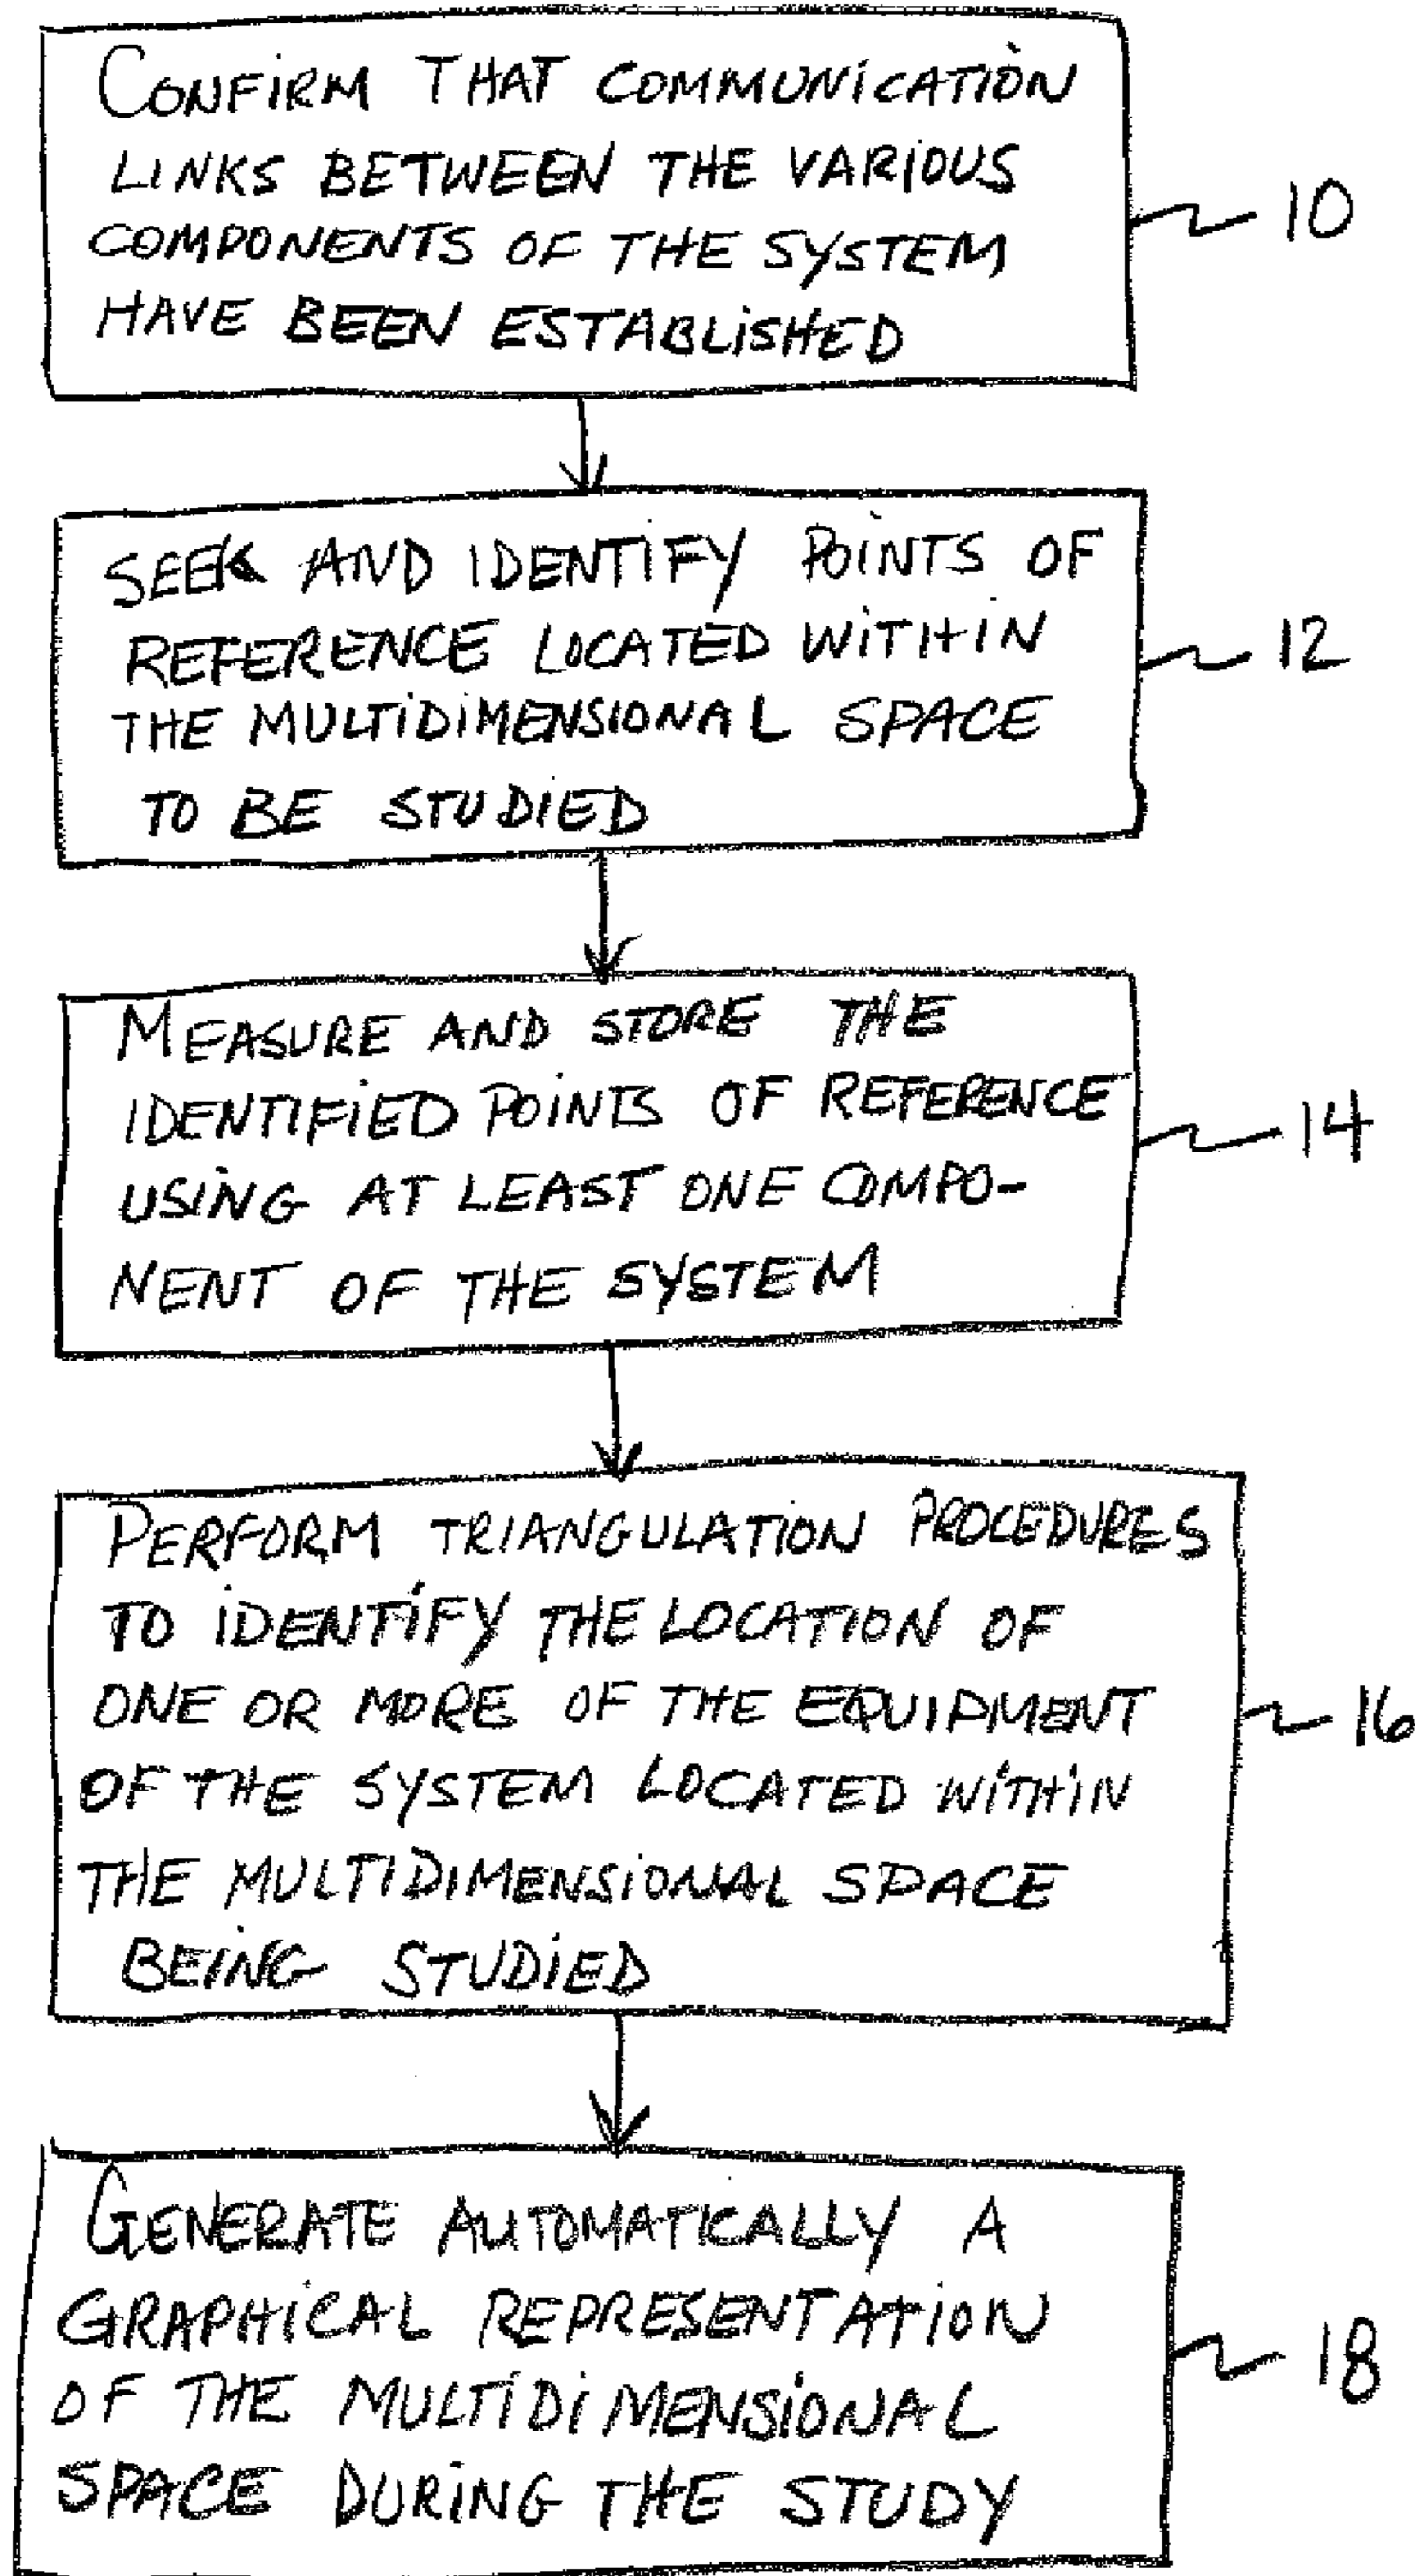 CONFIRM THAT COMMUNICATION
LINKS BETWEEN THE VARIOUS
COMPONENTS OF THE SYSTEM
HAVE BEEN ESTABLISHED
10
SEEK AND IDENTIFY POINTS OF
REFERENCE LOCATED WITHIN
THE MULTIDIMENSIONAL SPACE
TO BE STUDIED
12
MEASURE AND STORE THE
IDENTIFIED POINTS OF REFERENCE
USING AT LEAST ONE COMPO-
NENT OF THE SYSTEM
14
PERFORM TRIANGULATION PROCEDURES
TO IDENTIFY THE LOCATION OF
ONE OR MORE OF THE EQUIPMENT
OF THE SYSTEM LOCATED WITHIN
THE MULTIDIMENSIONAL SPACE
BEING STUDIED
16
GENERATE AUTOMATICALLY A
GRAPHICAL REPRESENTATION
OF THE MULTIDIMENSIONAL
SPACE DURING THE STUDY
18